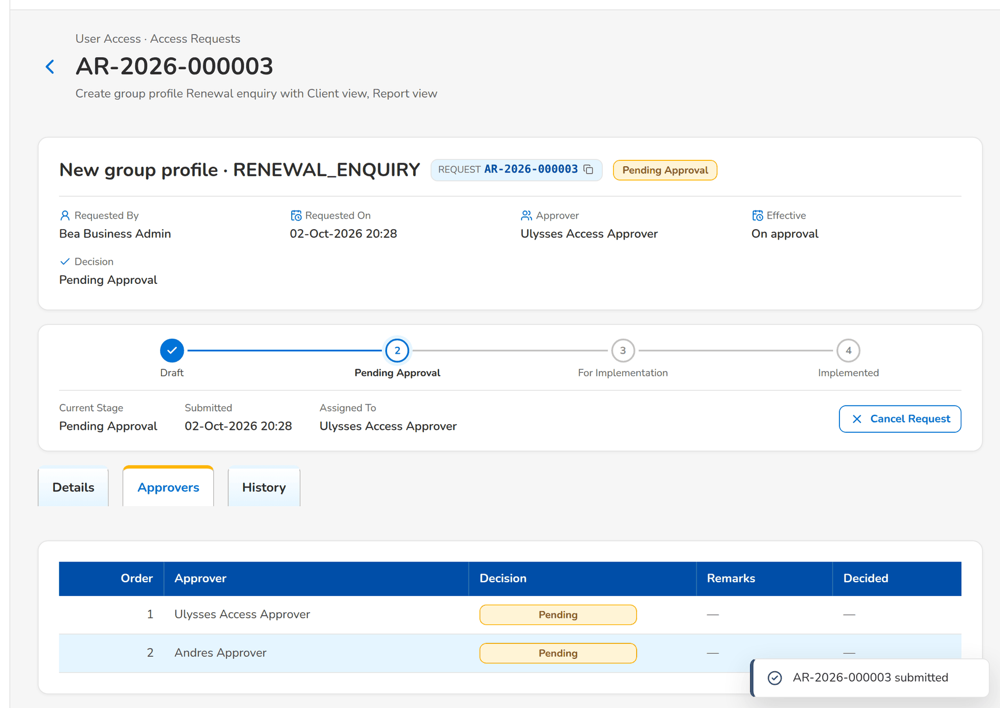 User Access · Access Requests
AR-2026-000003
Create group profile Renewal enquiry with Client view, Report view
New group profile · RENEWAL_ENQUIRY
REQUEST AR-2026-000003
Pending Approval
Requested By
Bea Business Admin
Requested On
02-Oct-2026 20:28
Approver
Ulysses Access Approver
Effective
On approval
Decision
Pending Approval
Draft
2
Pending Approval
3
For Implementation
4
Implemented
Current Stage
Pending Approval
Submitted
02-Oct-2026 20:28
Assigned To
Ulysses Access Approver
Cancel Request
Details
Approvers
History
Order Approver Decision Remarks Decided
1 Ulysses Access Approver Pending — —
2 Andres Approver Pending — —
AR-2026-000003 submitted